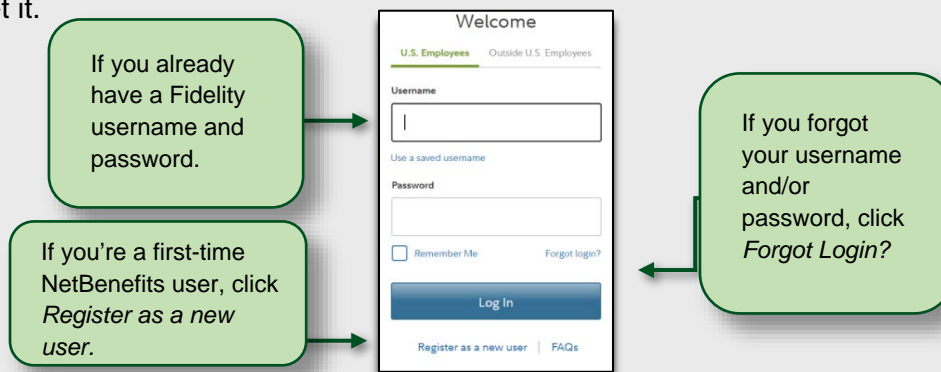 et it.
If you already
have a Fidelity
username and
password.
If you're a first-time
NetBenefits user, click
Register as a new
user.
Welcome
U.S. Employees Outside U.S. Employees
Username
Use a saved username
Password
Remember Me Forgot login?
Log In
Register as a new user | FAQs
If you forgot
your username
and/or
password, click
Forgot Login?